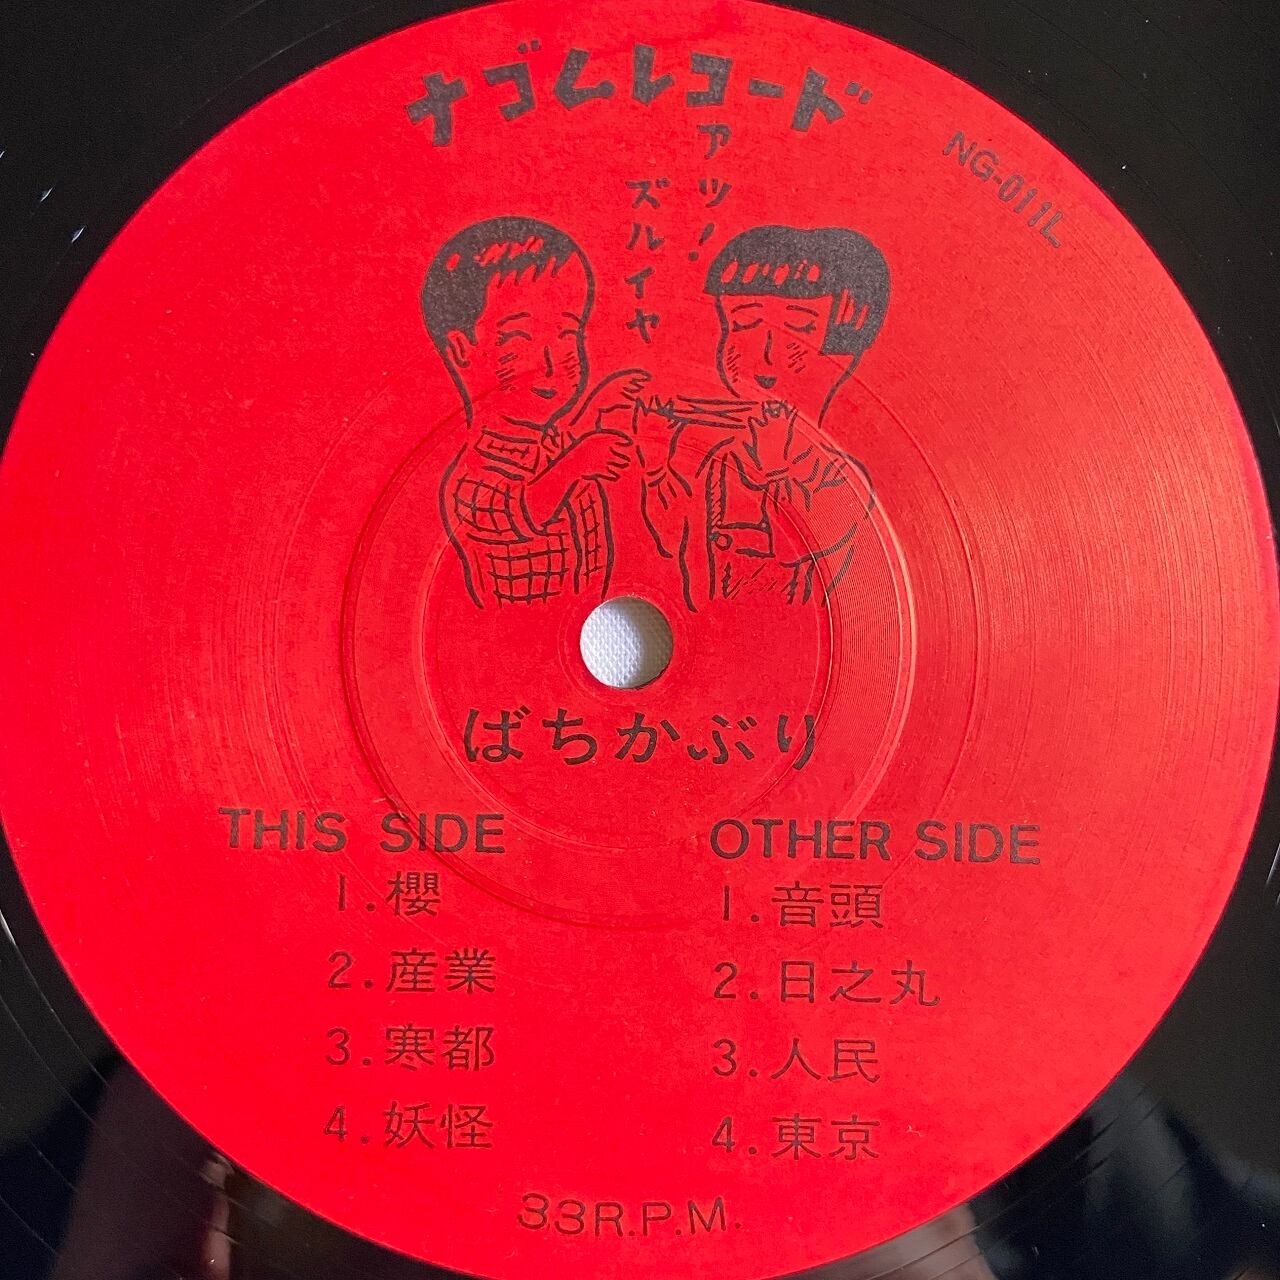 ナゴムレコード
NG-011L
アツ!
ズルイヤ
ばちかぶり
THIS SIDE
1.櫻
2.産業
3.寒都
4.妖怪
OTHER SIDE
1.音頭
2.日之丸
3.人民
4.東京
33R.P.M.